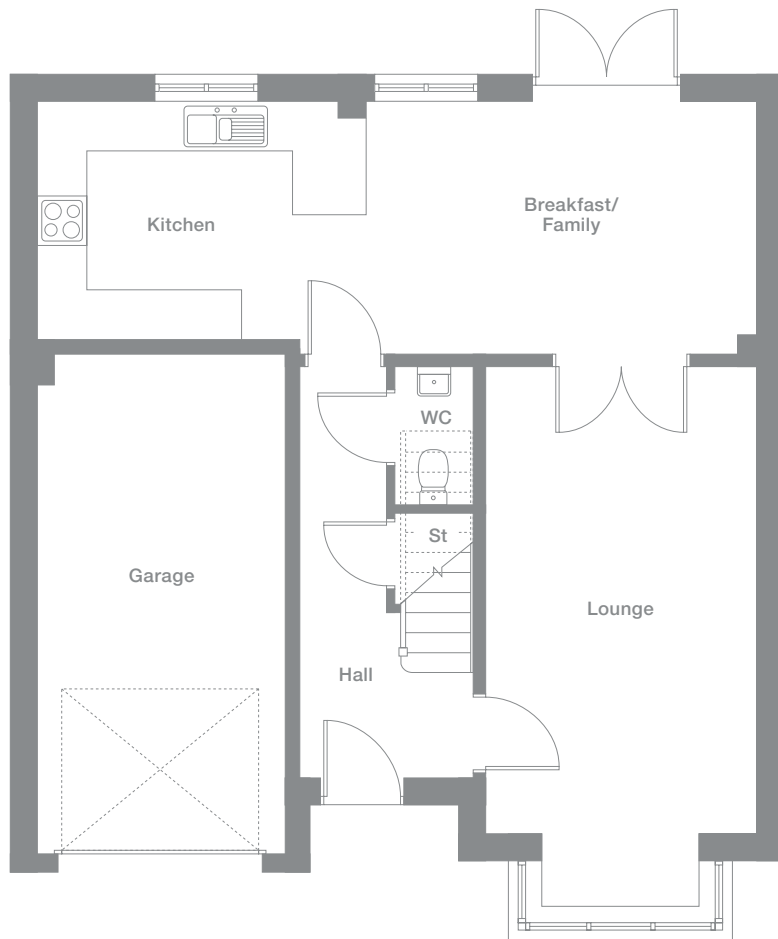 Kitchen
Breakfast/
Family
WC
St
Garage
Lounge
Hall